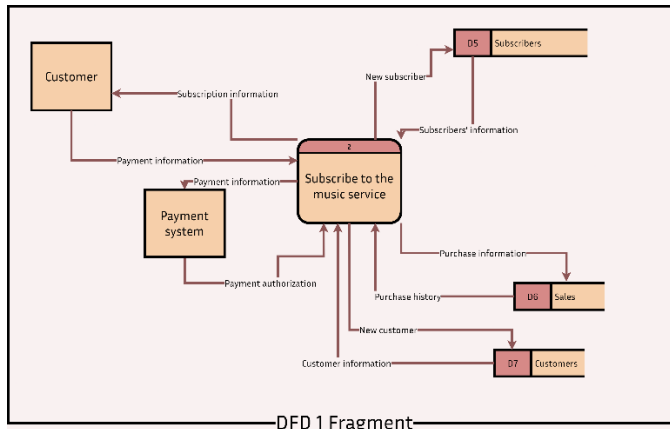 D5 Subscribers
Customer
New subscriber
Subscription information
Subscribers' information
2
Payment information
Subscribe to the
music service
Payment information
Payment
system
Purchase information
Payment authorization
Purchase history
D6 Sales
New customer
Customer information
D7 Customers
DFD 1 Fragment